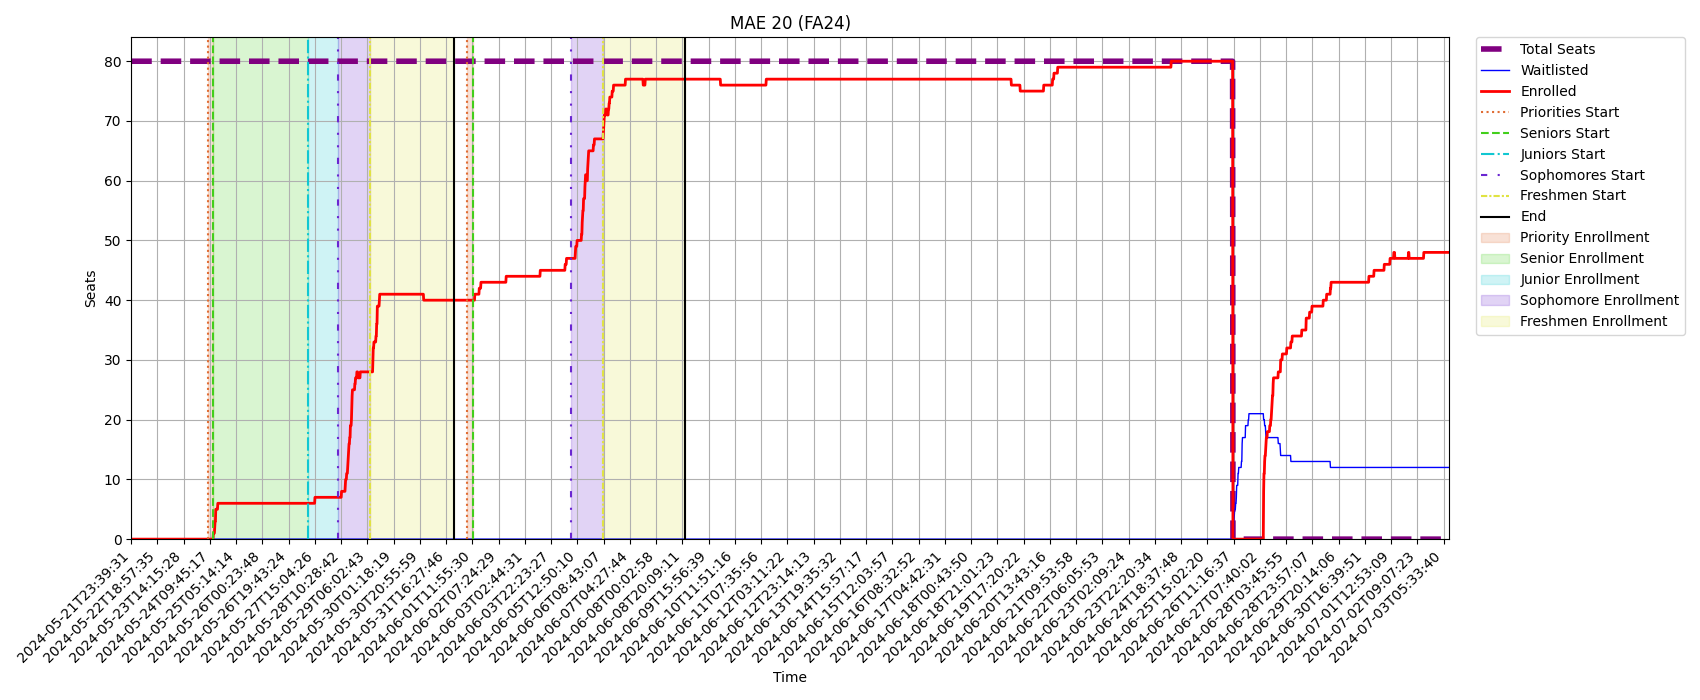 MAE 20 (FA24)
Seats
80
70
60
50
40
30
20
10
0
2024-05-21T23:39:31
2024-05-22T18:57:35
2024-05-23T14:15:28
2024-05-24T09:45:17
2024-05-25T05:14:14
2024-05-26T00:23:48
2024-05-26T19:43:24
2024-05-27T15:04:26
2024-05-28T10:28:42
2024-05-29T06:02:43
2024-05-30T01:18:19
2024-05-30T20:55:59
2024-05-31T16:27:46
2024-06-01T11:55:30
2024-06-02T07:24:29
2024-06-03T02:44:31
2024-06-03T22:23:27
2024-06-05T12:50:10
2024-06-06T08:43:07
2024-06-07T04:27:44
2024-06-08T00:02:58
2024-06-08T20:09:11
2024-06-09T15:56:39
2024-06-10T11:51:16
2024-06-11T07:35:56
2024-06-12T03:11:22
2024-06-12T23:14:13
2024-06-13T19:35:32
2024-06-14T15:57:17
2024-06-15T12:03:57
2024-06-16T08:32:52
2024-06-17T04:42:31
2024-06-18T00:43:50
2024-06-18T21:01:23
2024-06-19T17:20:22
2024-06-20T13:43:16
2024-06-21T09:53:58
2024-06-22T06:05:53
2024-06-23T02:09:24
2024-06-23T22:20:34
2024-06-24T18:37:48
2024-06-25T15:02:20
2024-06-26T11:16:37
2024-06-27T07:40:02
2024-06-28T03:45:55
2024-06-28T23:57:07
2024-06-29T20:14:06
2024-06-30T16:39:51
2024-07-01T12:53:09
2024-07-02T09:07:23
2024-07-03T05:33:40
Time
Total Seats
Waitlisted
Enrolled
Priorities Start
Seniors Start
Juniors Start
Sophomores Start
Freshmen Start
End
Priority Enrollment
Senior Enrollment
Junior Enrollment
Sophomore Enrollment
Freshmen Enrollment